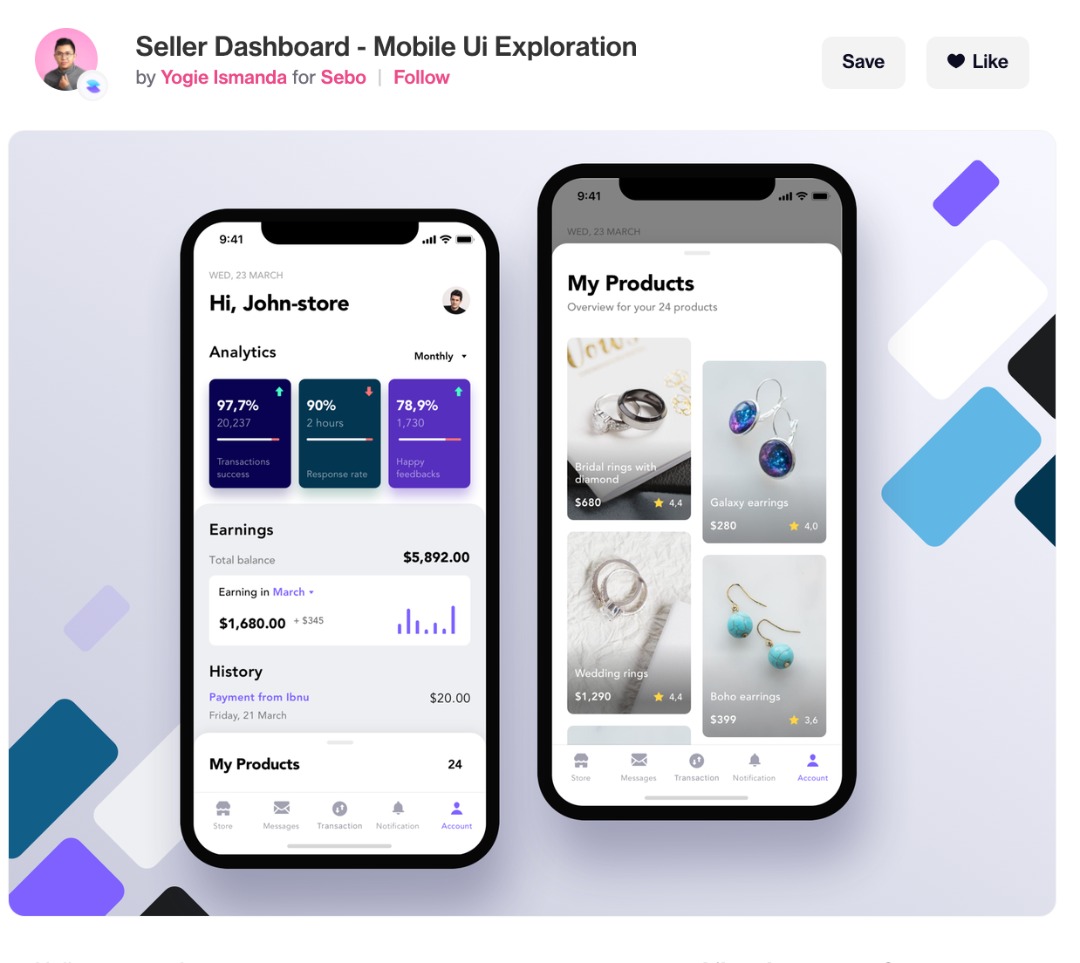 Seller Dashboard - Mobile Ui Exploration
by Yogie Ismanda for Sebo | Follow
Save
Like
9:41
WED, 23 MARCH
Hi, John-store
Analytics
Monthly
97,7%
20,237
Transactions
success
90%
2 hours
Response rate
78,9%
1,730
Happy
feedbacks
Earnings
Total balance
$5,892.00
Earning in March
$1,680.00 + $345
History
Payment from Ibnu
$20.00
Friday, 21 March
My Products
24
Store
Messages
Transaction
Notification
Account
9:41
WED, 23 MARCH
My Products
Overview for your 24 products
Bridal rings with
diamond
$680
4,4
Galaxy earrings
$280
4,0
Wedding rings
$1,290
4,4
Boho earrings
$399
3,6
Store
Messages
Transaction
Notification
Account